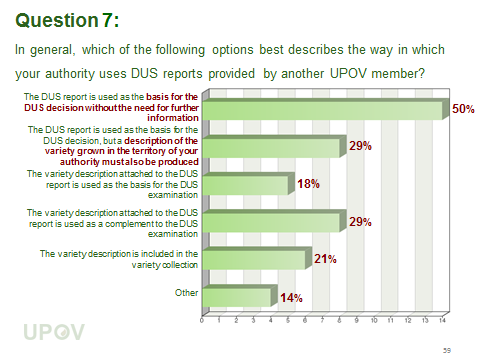 Question 7:
In general, which of the following options best describes the way in which
your authority uses DUS reports provided by another UPOV member?
The DUS report is used as the basis for the
DUS decision without the need for further
information
50%
The DUS report is used as the basis for the
DUS decision, but a description of the
variety grown in the territory of your
authority must also be produced
29%
The variety description attached to the DUS
report is used as the basis for the DUS
examination
18%
The variety description attached to the DUS
report is used as a complement to the DUS
examination
29%
The variety description is included in the
variety collection
21%
Other
14%
0 1 2 3 4 5 6 7 8 9 10 11 12 13 14
UPOV
59